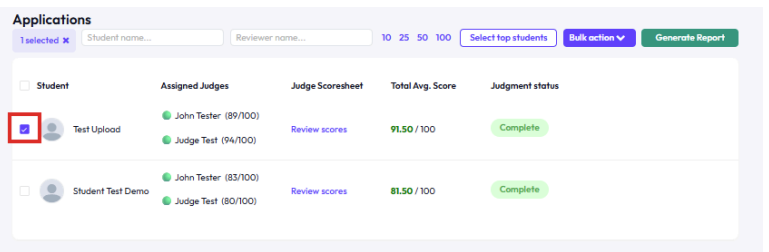 Applications
1 selected ✖ Student name... Reviewer name... 10 25 50 100 Select top students Bulk action Generate Report
Student Assigned Judges Judge Scoresheet Total Avg. Score Judgment status
John Tester (89/100)
Test Upload Review scores 91.50 / 100 Complete
Judge Test (94/100)
John Tester (83/100)
Student Test Demo Review scores 81.50 / 100 Complete
Judge Test (80/100)